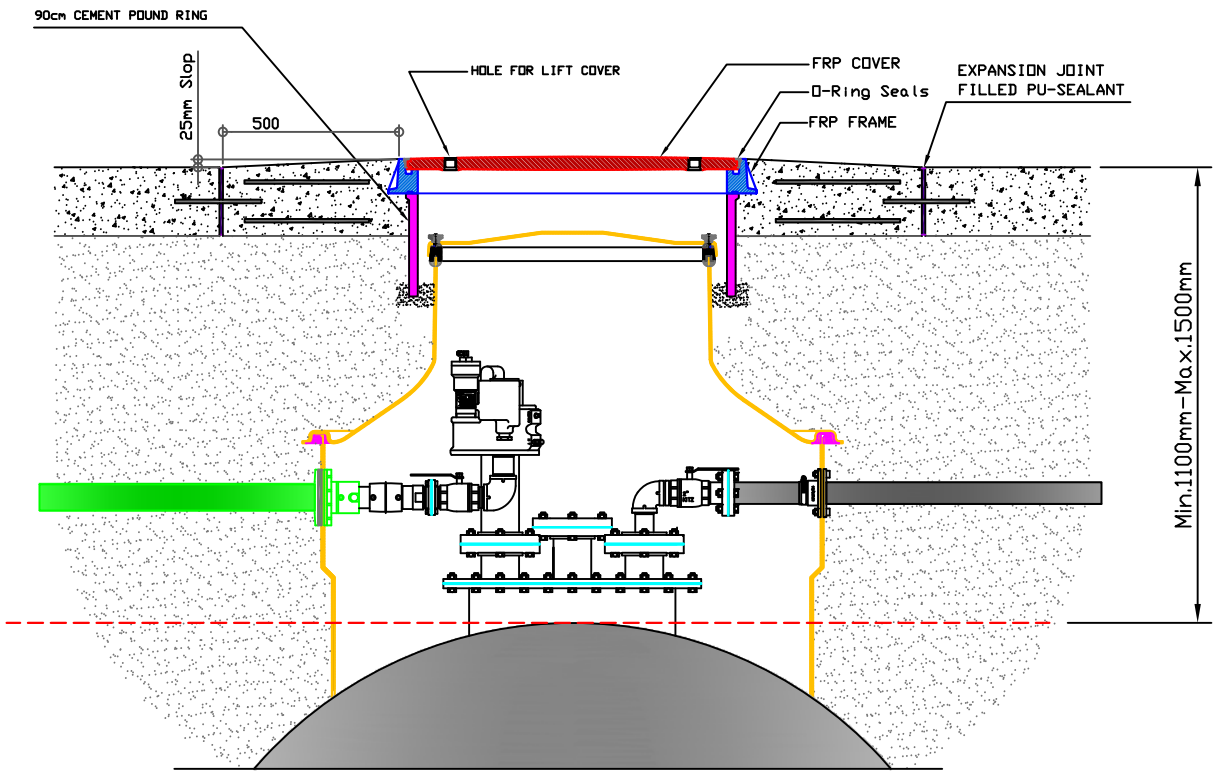 90cm CEMENT POUND RING
HOLE FOR LIFT COVER
FRP COVER
O-Ring Seals
FRP FRAME
EXPANSION JOINT
FILLED PU-SEALANT
25mm Slop
500
Min.1100mm-Max.1500mm
2"